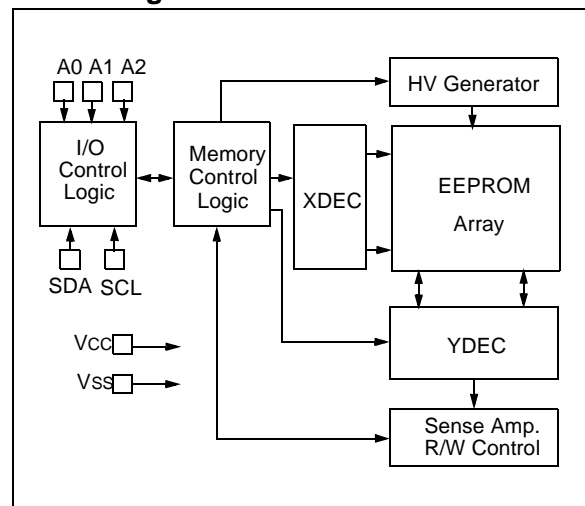 A0 A1 A2
HV Generator
I/O
Control
Logic
Memory
Control
Logic
XDEC
EEPROM
Array
SDA SCL
Vcc
YDEC
Vss
Sense Amp.
R/W Control